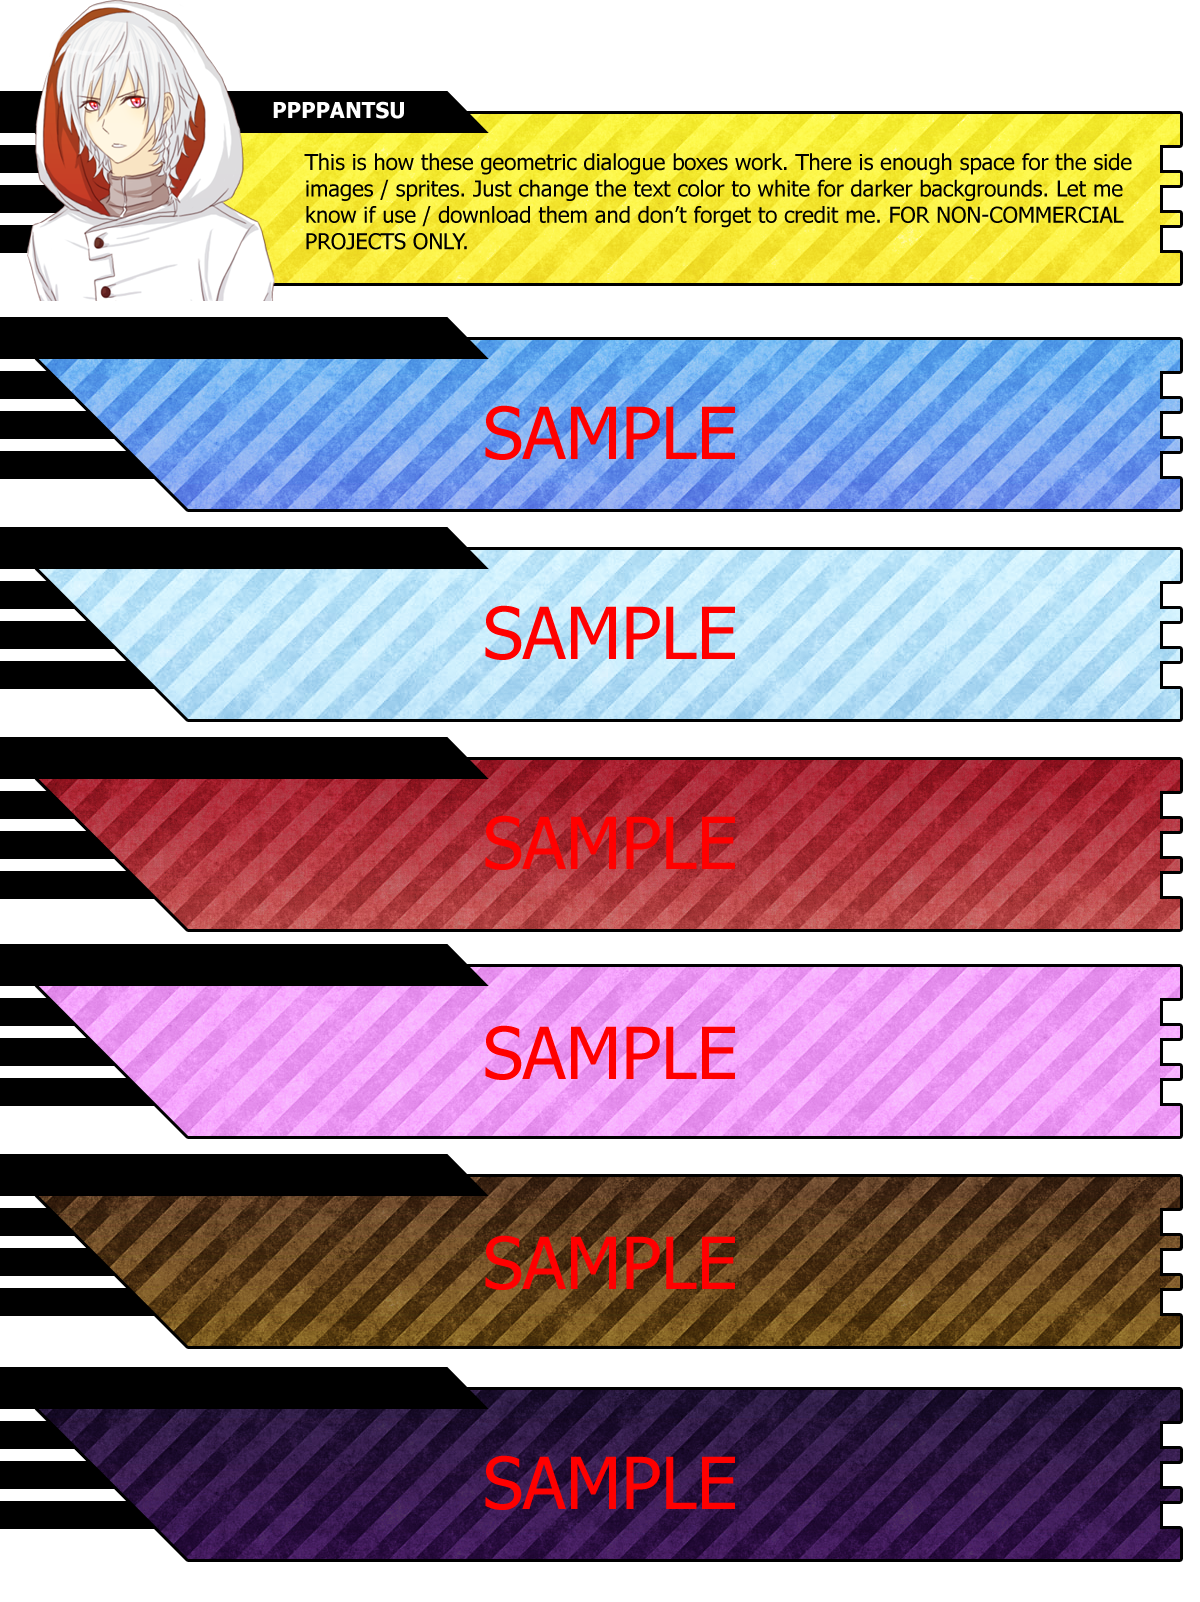 PPPPANTSU
This is how these geometric dialogue boxes work. There is enough space for the side
images / sprites. Just change the text color to white for darker backgrounds. Let me
know if use / download them and don’t forget to credit me. FOR NON-COMMERCIAL
PROJECTS ONLY.
SAMPLE
SAMPLE
SAMPLE
SAMPLE
SAMPLE
SAMPLE